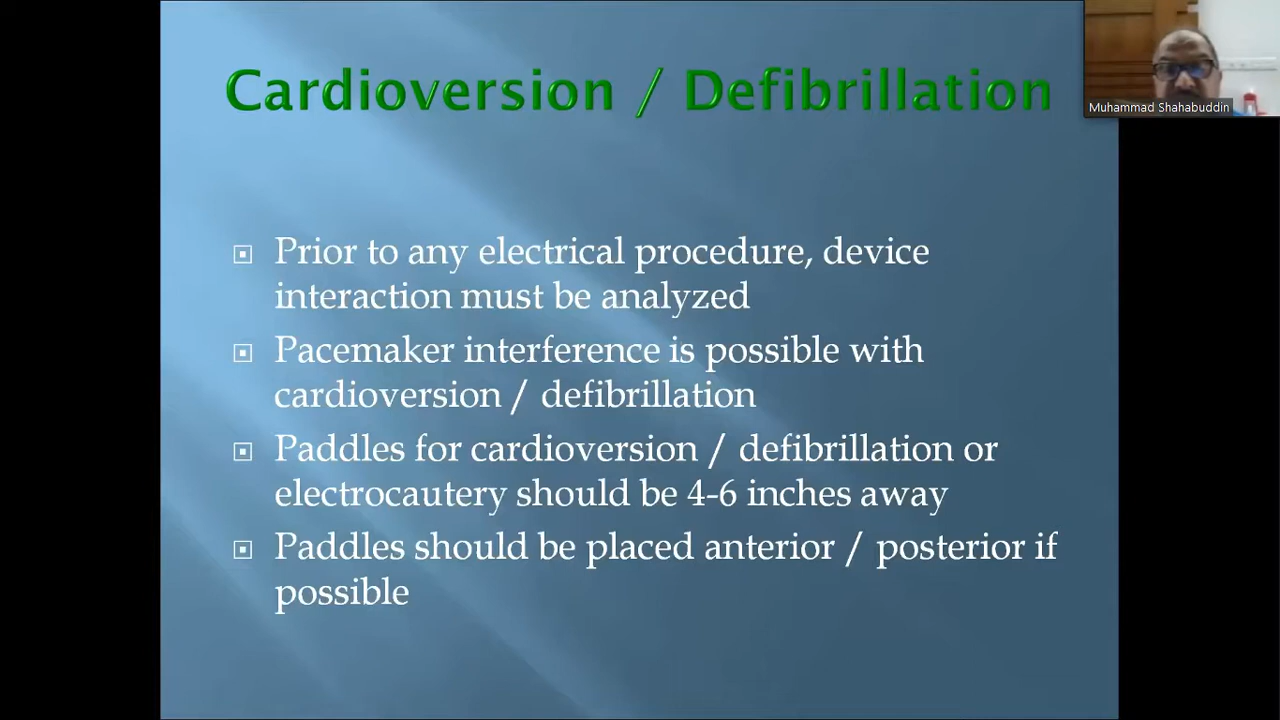 Cardioversion / Defibrillation
Muhammad Shahabuddin
Prior to any electrical procedure, device
interaction must be analyzed
Pacemaker interference is possible with
cardioversion / defibrillation
Paddles for cardioversion / defibrillation or
electrocautery should be 4-6 inches away
Paddles should be placed anterior / posterior if
possible